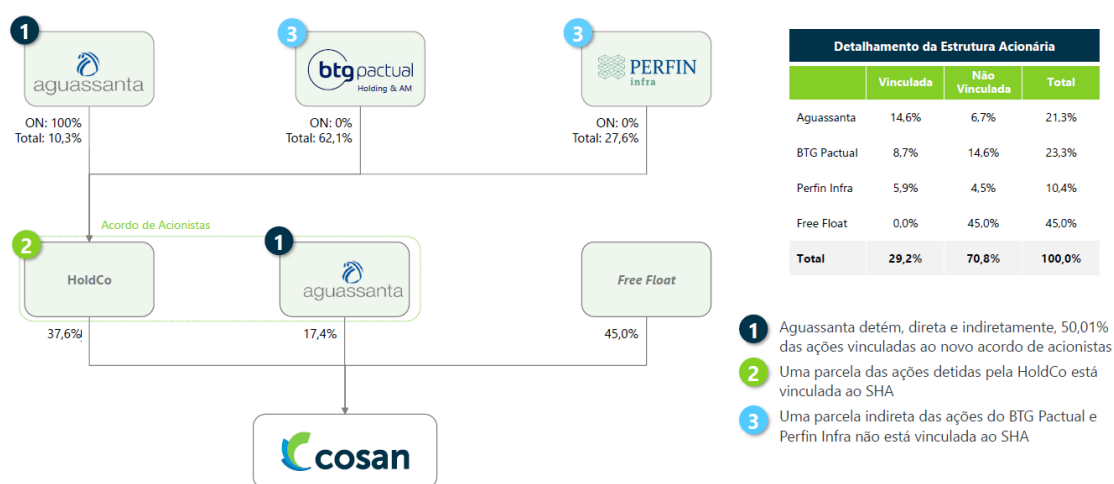 1
aguassanta
ON: 100%
Total: 10,3%
3
btg pactual
Holding & AM
ON: 0%
Total: 62,1%
3
PERFIN
infra
ON: 0%
Total: 27,6%
Acordo de Acionistas
2
HoldCo
37,6%
1
aguassanta
17,4%
Free Float
45,0%
cosan
Detalhamento da Estrutura Acionária
Vinculada Não Vinculada Total
Aguassanta 14,6% 6,7% 21,3%
BTG Pactual 8,7% 14,6% 23,3%
Perfin Infra 5,9% 4,5% 10,4%
Free Float 0,0% 45,0% 45,0%
Total 29,2% 70,8% 100,0%
1 Aguassanta detém, direta e indiretamente, 50,01%
das ações vinculadas ao novo acordo de acionistas
2 Uma parcela das ações detidas pela HoldCo está
vinculada ao SHA
3 Uma parcela indireta das ações do BTG Pactual e
Perfin Infra não está vinculada ao SHA